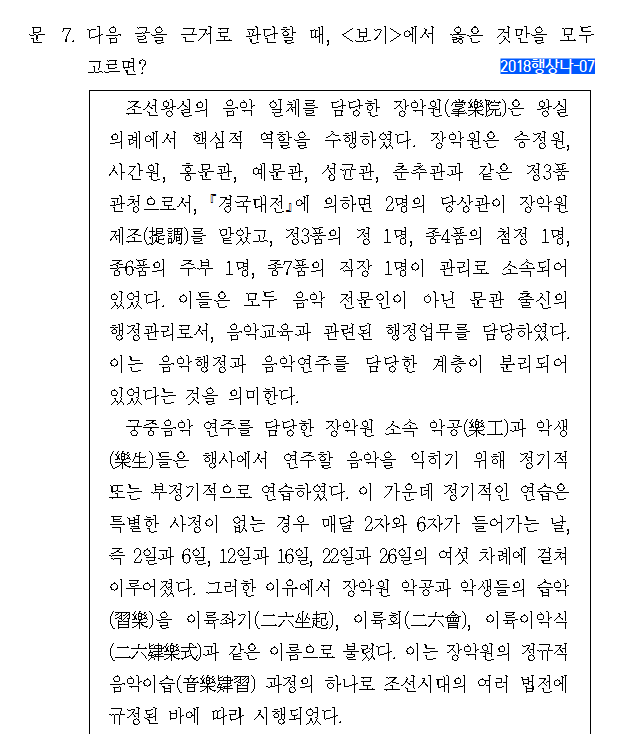 문 7. 다음 글을 근거로 판단할 때, <보기>에서 옳은 것만을 모두
고르면?
2018행상나-07
조선왕실의 음악 일체를 담당한 장악원(掌樂院)은 왕실
의례에서 핵심적 역할을 수행하였다. 장악원은 승정원,
사간원, 홍문관, 예문관, 성균관, 춘추관과 같은 정3품
관청으로서, 『경국대전』에 의하면 2명의 당상관이 장악원
제조(提調)를 맡았고, 정3품의 정 1명, 종4품의 첨정 1명,
종6품의 주부 1명, 종7품의 직장 1명이 관리로 소속되어
있었다. 이들은 모두 음악 전문인이 아닌 문관 출신의
행정관리로서, 음악교육과 관련된 행정업무를 담당하였다.
이는 음악행정과 음악연주를 담당한 계층이 분리되어
있었다는 것을 의미한다.
궁중음악 연주를 담당한 장악원 소속 악공(樂工)과 악생
(樂生)들은 행사에서 연주할 음악을 익히기 위해 정기적
또는 부정기적으로 연습하였다. 이 가운데 정기적인 연습은
특별한 사정이 없는 경우 매달 2자와 6자가 들어가는 날,
즉 2일과 6일, 12일과 16일, 22일과 26일의 여섯 차례에 걸쳐
이루어졌다. 그러한 이유에서 장악원 악공과 악생들의 습악
(習樂)을 이륙좌기(二六坐起), 이륙회(二六會), 이륙이악식
(二六肄樂式)과 같은 이름으로 불렀다. 이는 장악원의 정규적
음악이습(音樂肄習) 과정의 하나로 조선시대의 여러 법전에
규정된 바에 따라 시행되었다.